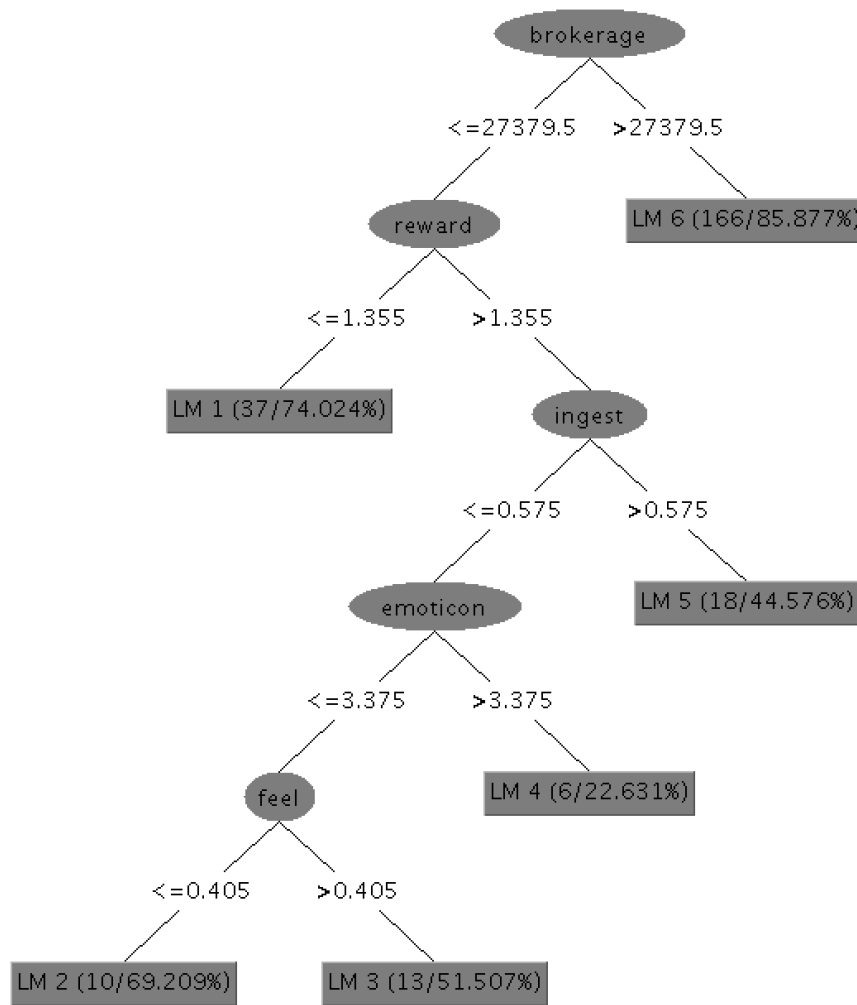 brokerage
<=27379.5 >27379.5
reward
LM 6 (166/85.877%)
<=1.355 >1.355
LM 1 (37/74.024%)
ingest
<=0.575 >0.575
emoticon
LM 5 (18/44.576%)
<=3.375 >3.375
feel
LM 4 (6/22.631%)
<=0.405 >0.405
LM 2 (10/69.209%)
LM 3 (13/51.507%)